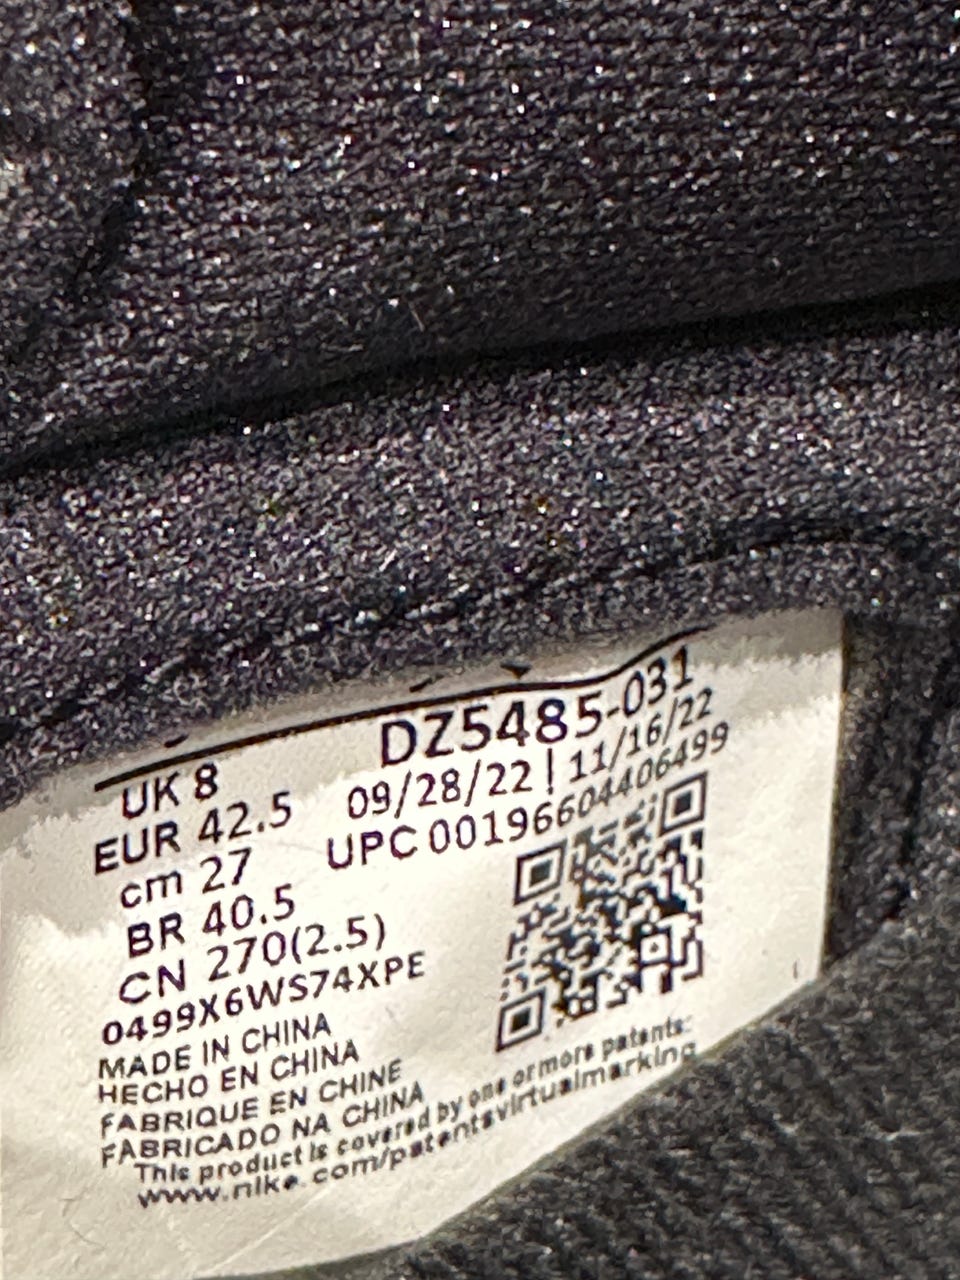 UK 8 DZ5485-031
EUR 42.5 09/28/22 | 11/16/22
cm 27 UPC 00196604406499
BR 40.5
CN 270(2.5)
0499X6WS74XPE
MADE IN CHINA
HECHO EN CHINA
FABRIQUE EN CHINE
FABRICADO NA CHINA
This product is covered by one or more patents:
www.nike.com/patentsvirtualmarking